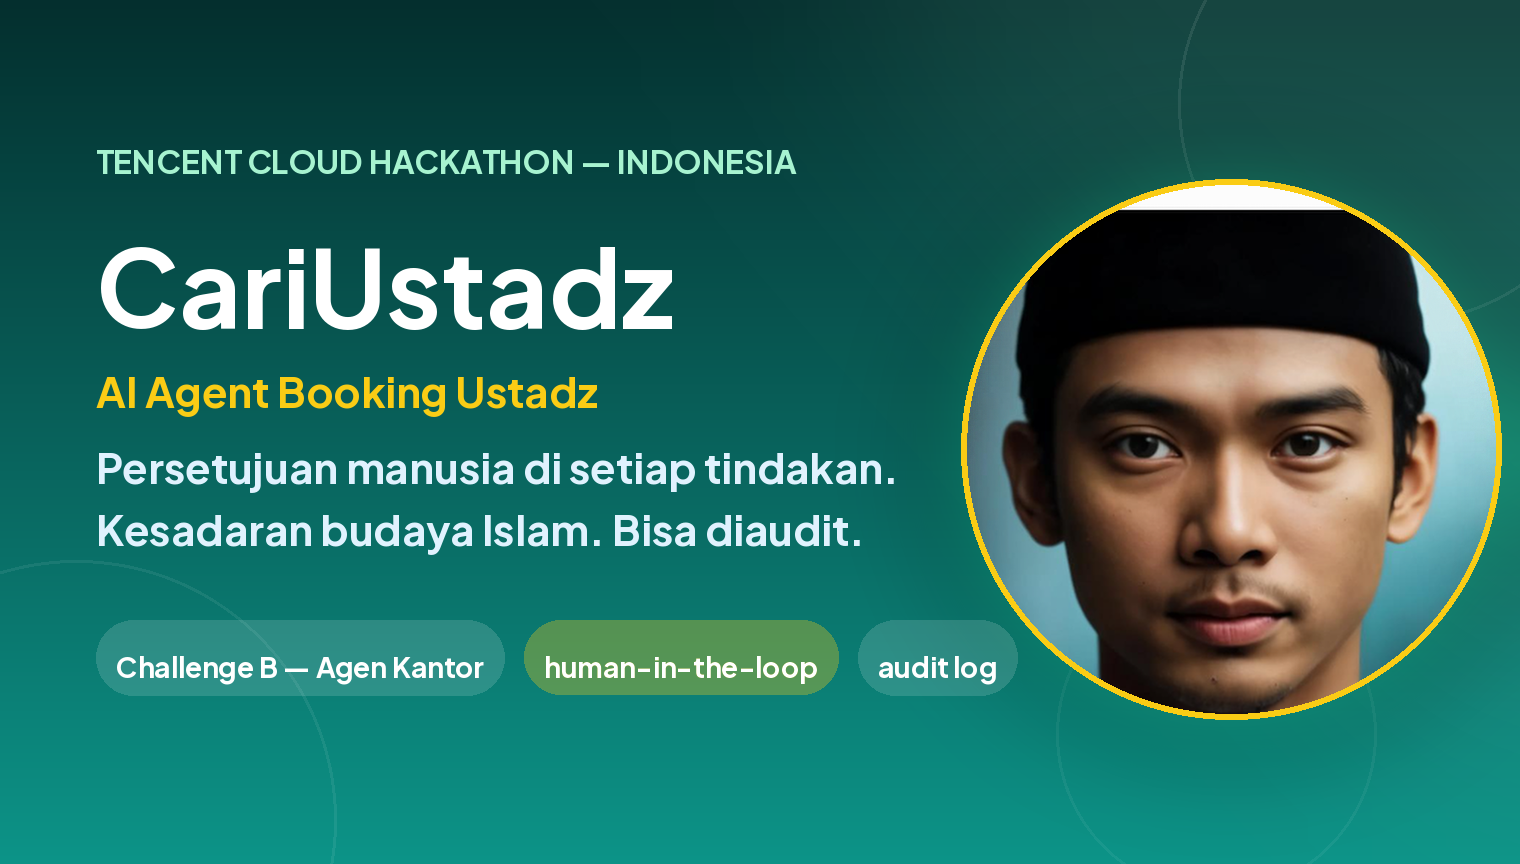 TENCENT CLOUD HACKATHON — INDONESIA
CariUstadz
AI Agent Booking Ustadz
Persetujuan manusia di setiap tindakan.
Kesadaran budaya Islam. Bisa diaudit.
Challenge B — Agen Kantor human-in-the-loop audit log